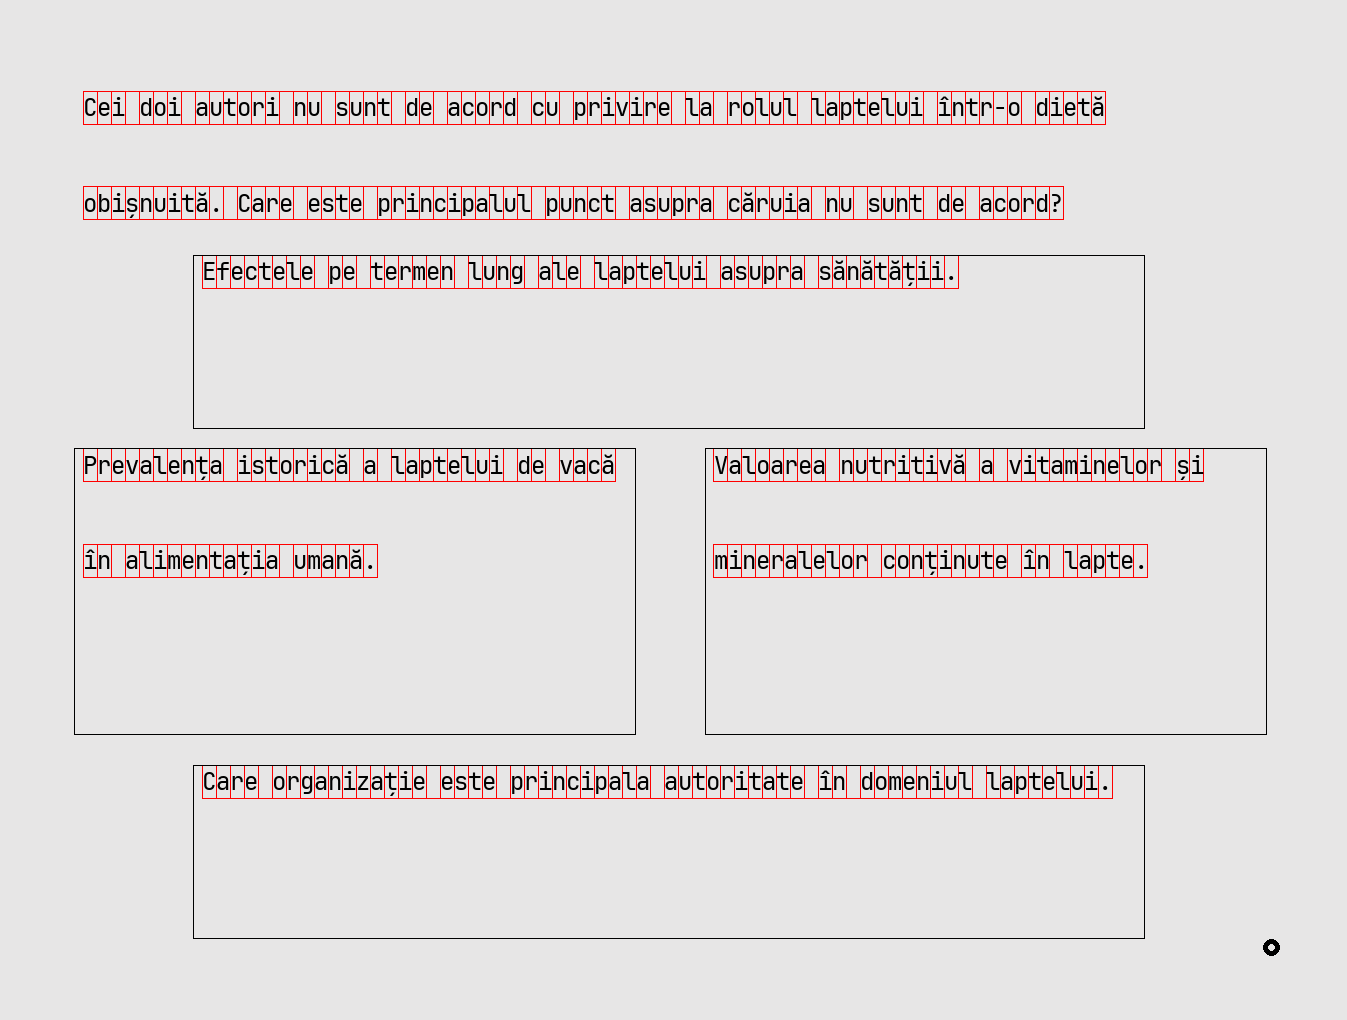 Cei doi autori nu sunt de acord cu privire la rolul laptelui într-o dietă
obișnuită. Care este principalul punct asupra căruia nu sunt de acord?
Efectele pe termen lung ale laptelui asupra sănătății.
Prevalența istorică a laptelui de vacă
în alimentația umană.
Valoarea nutritivă a vitaminelor și
mineralelor conținute în lapte.
Care organizație este principala autoritate în domeniul laptelui.